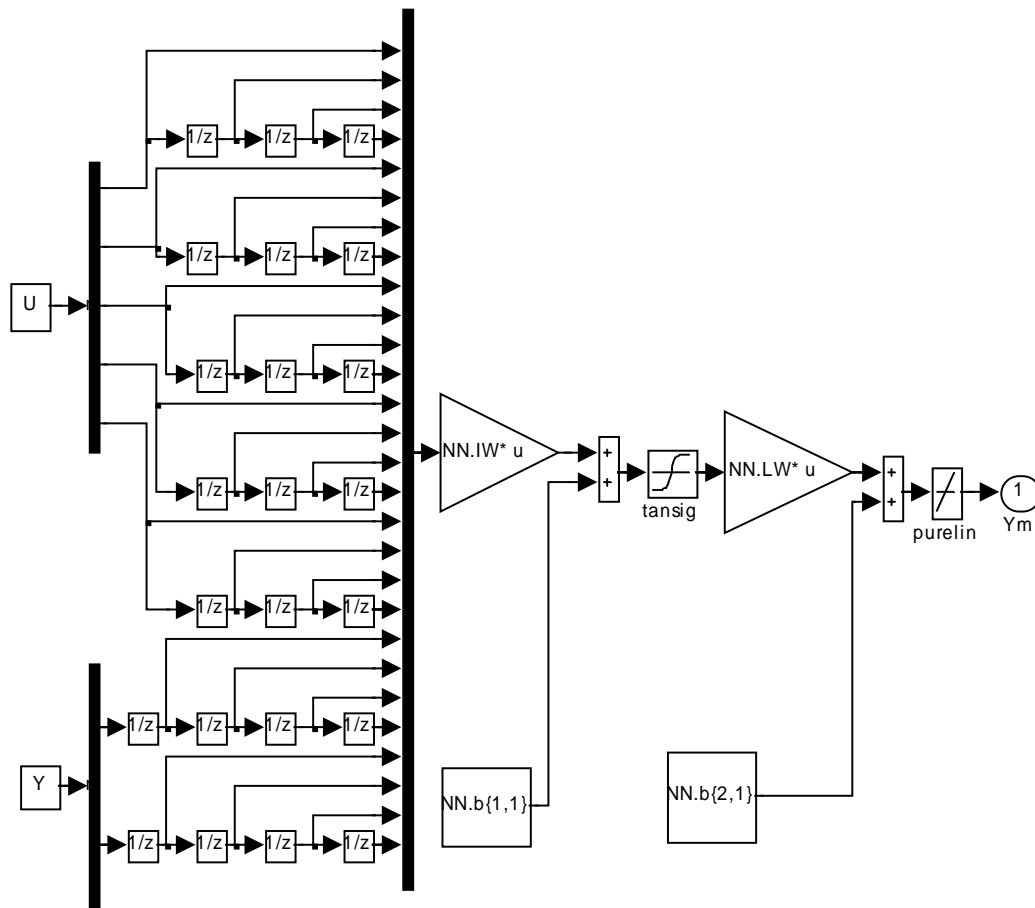 1/z 1/z 1/z
1/z 1/z 1/z
U
1/z 1/z 1/z
1/z 1/z 1/z
1/z 1/z 1/z
1/z 1/z 1/z 1/z
Y
1/z 1/z 1/z 1/z
NN.IW* u
+
+
tansig
NN.LW* u
+
+
purelin
1
Ym
NN.b{1,1}
NN.b{2,1}